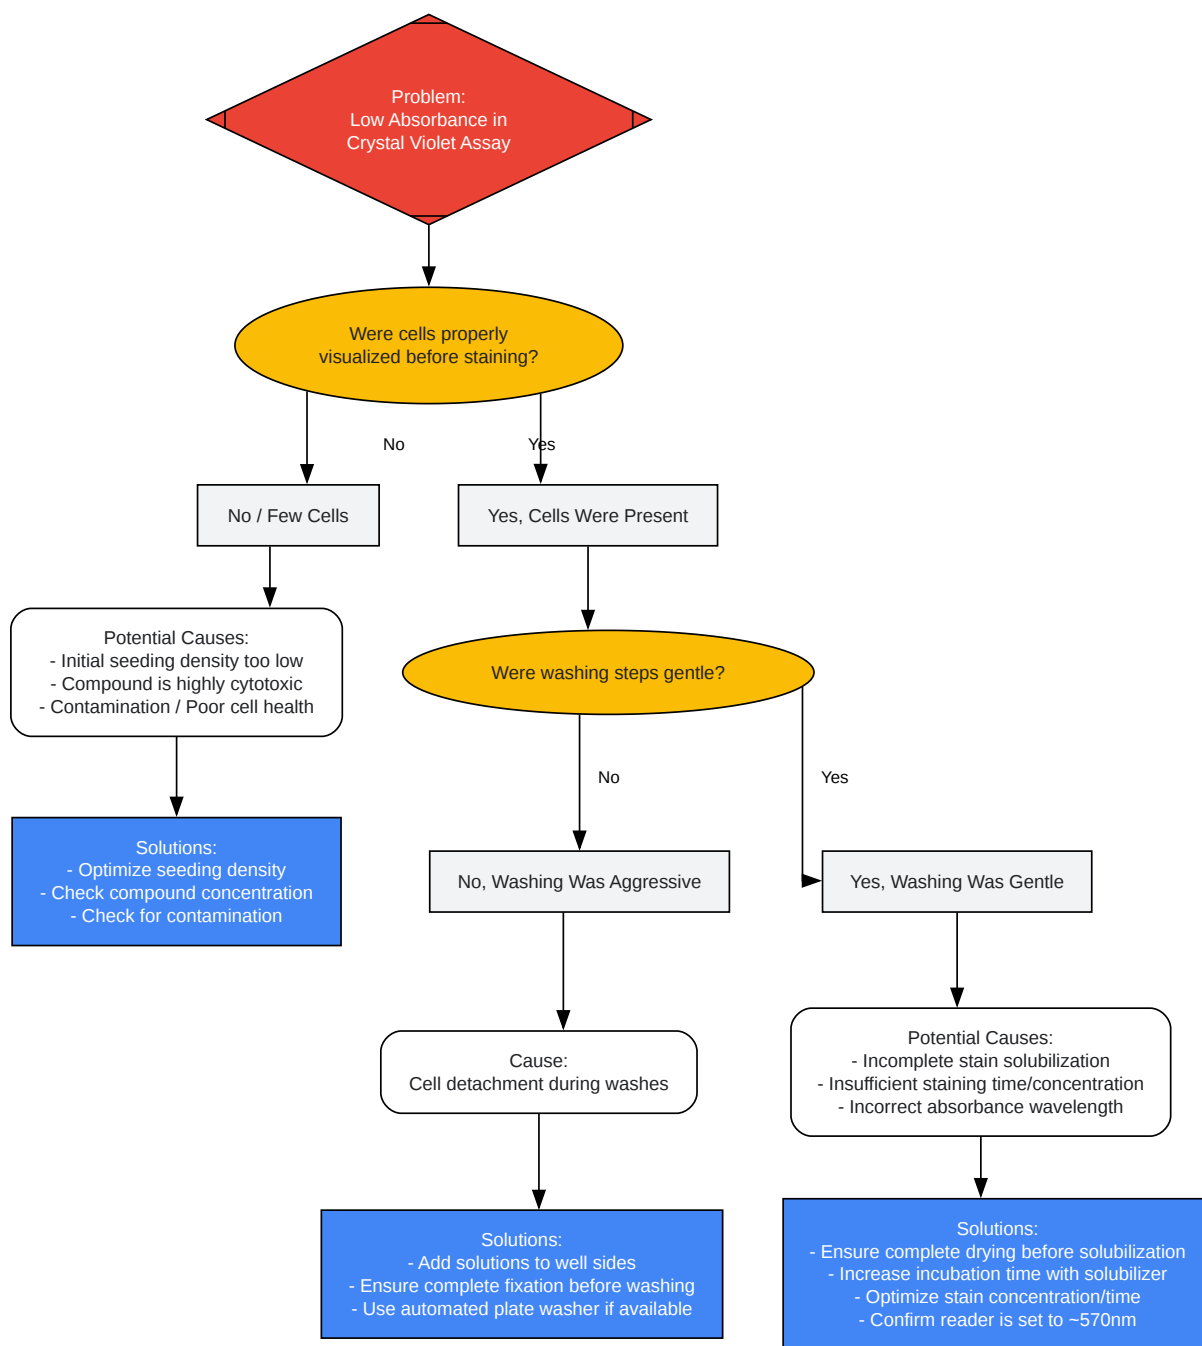 Problem:
Low Absorbance in
Crystal Violet Assay
Were cells properly
visualized before staining?
No
Yes
No / Few Cells
Yes, Cells Were Present
Potential Causes:
- Initial seeding density too low
- Compound is highly cytotoxic
- Contamination / Poor cell health
Were washing steps gentle?
No
Yes
Solutions:
- Optimize seeding density
- Check compound concentration
- Check for contamination
No, Washing Was Aggressive
Yes, Washing Was Gentle
Cause:
Cell detachment during washes
Potential Causes:
- Incomplete stain solubilization
- Insufficient staining time/concentration
- Incorrect absorbance wavelength
Solutions:
- Add solutions to well sides
- Ensure complete fixation before washing
- Use automated plate washer if available
Solutions:
- Ensure complete drying before solubilization
- Increase incubation time with solubilizer
- Optimize stain concentration/time
- Confirm reader is set to ~570nm